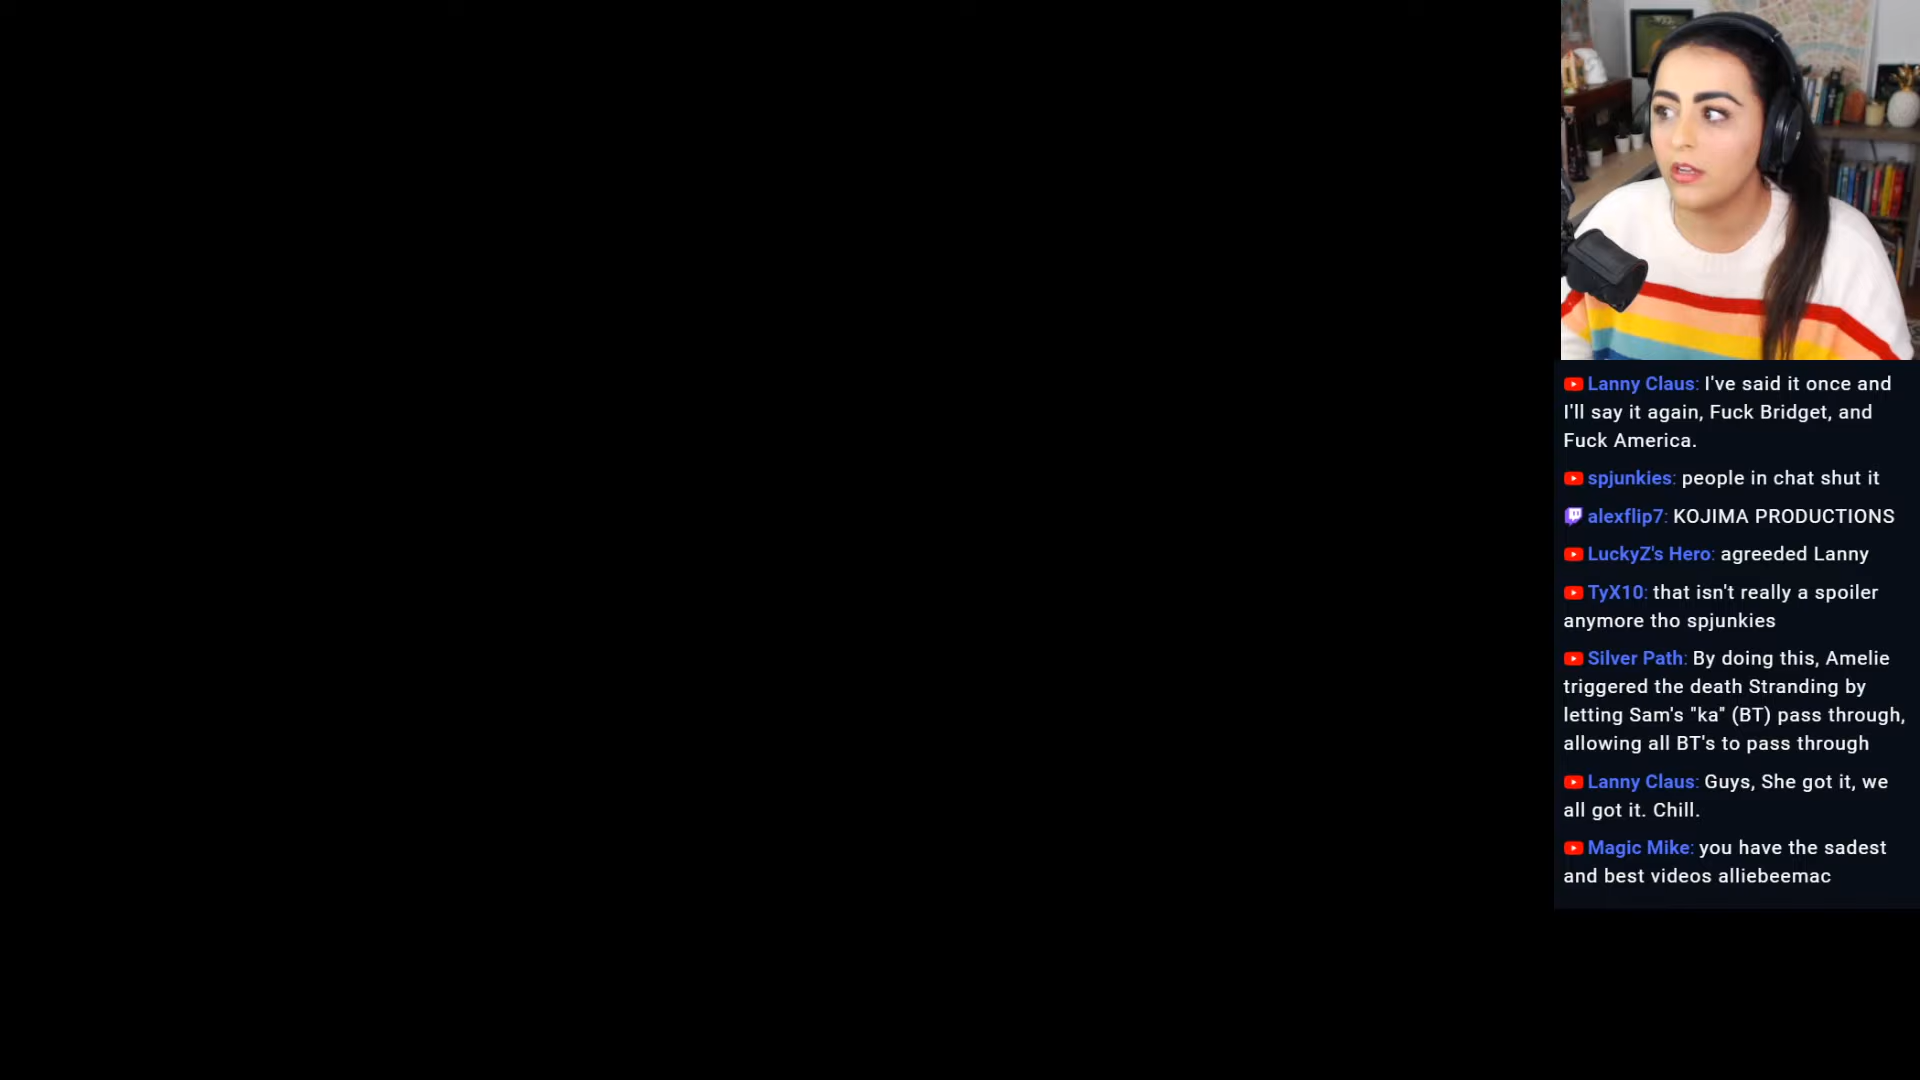 Lanny Claus: I've said it once and
I'll say it again, Fuck Bridget, and
Fuck America.
spjunkies: people in chat shut it
alexflip7: KOJIMA PRODUCTIONS
LuckyZ's Hero: agreeded Lanny
TyX10: that isn't really a spoiler
anymore tho spjunkies
Silver Path: By doing this, Amelie
triggered the death Stranding by
letting Sam's "ka" (BT) pass through,
allowing all BT's to pass through
Lanny Claus: Guys, She got it, we
all got it. Chill.
Magic Mike: you have the sadest
and best videos alliebeemac